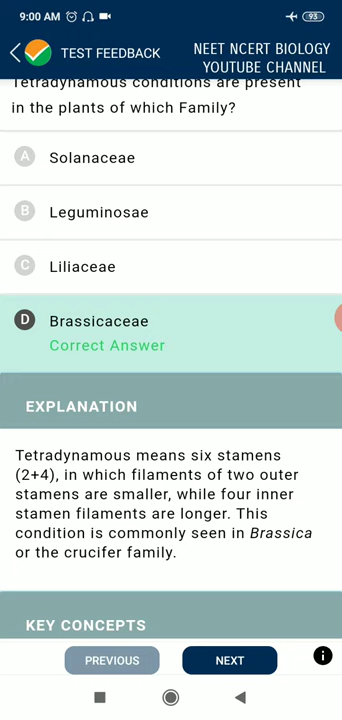 9:00 AM
93
TEST FEEDBACK
NEET NCERT BIOLOGY
YOUTUBE CHANNEL
Tetradynamous conditions are present
in the plants of which Family?
A Solanaceae
B Leguminosae
C Liliaceae
D Brassicaceae
Correct Answer
EXPLANATION
Tetradynamous means six stamens
(2+4), in which filaments of two outer
stamens are smaller, while four inner
stamen filaments are longer. This
condition is commonly seen in Brassica
or the crucifer family.
KEY CONCEPTS
PREVIOUS
NEXT
i